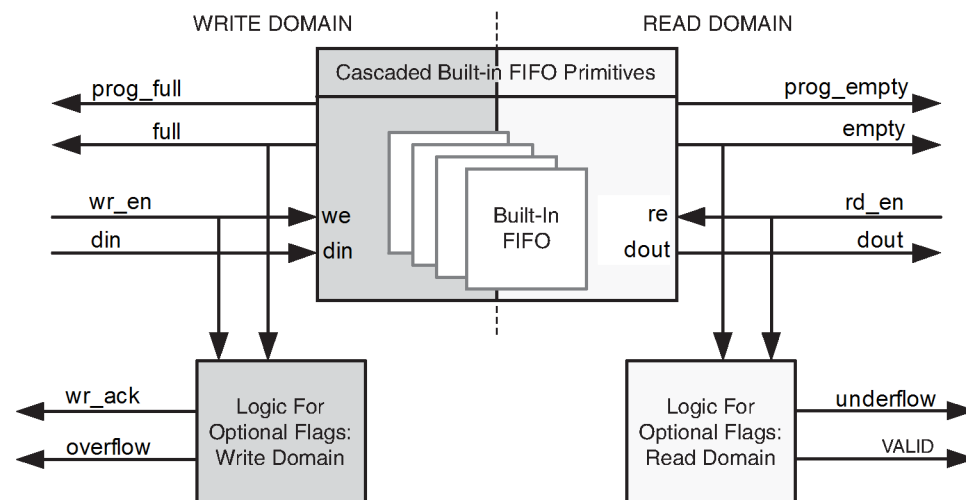 WRITE DOMAIN
READ DOMAIN
Cascaded Built-in FIFO Primitives
prog_full
prog_empty
full
empty
wr_en
we
re
rd_en
din
din
Built-In
FIFO
dout
dout
wr_ack
overflow
Logic For
Optional Flags:
Write Domain
Logic For
Optional Flags:
Read Domain
underflow
VALID